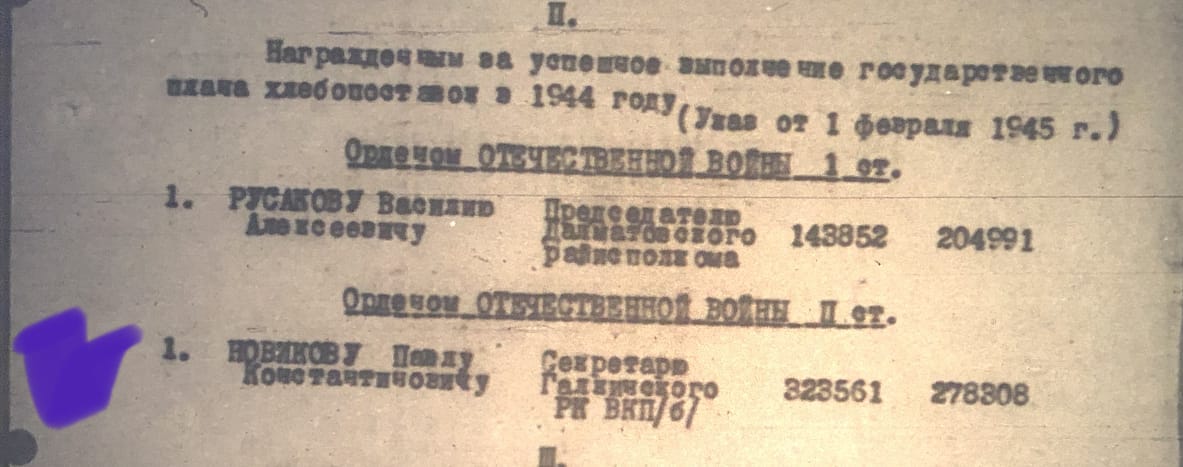 II.
Награжденным за успешное выполнение государственного
плана хлебопоставок в 1944 году
(Указ от 1 февраля 1945 г.)
Орденом ОТЕЧЕСТВЕННОЙ ВОЙНЫ 1 ст.
1. РУСАКОВУ Василию Председателю
Алексеевичу Далматовского 143852 204991
райисполкома
Орденом ОТЕЧЕСТВЕННОЙ ВОЙНЫ II ст.
1. НОВИКОВУ Павлу Секретарю
Константиновичу Галкинского 323561 278308
РК ВКП/б/